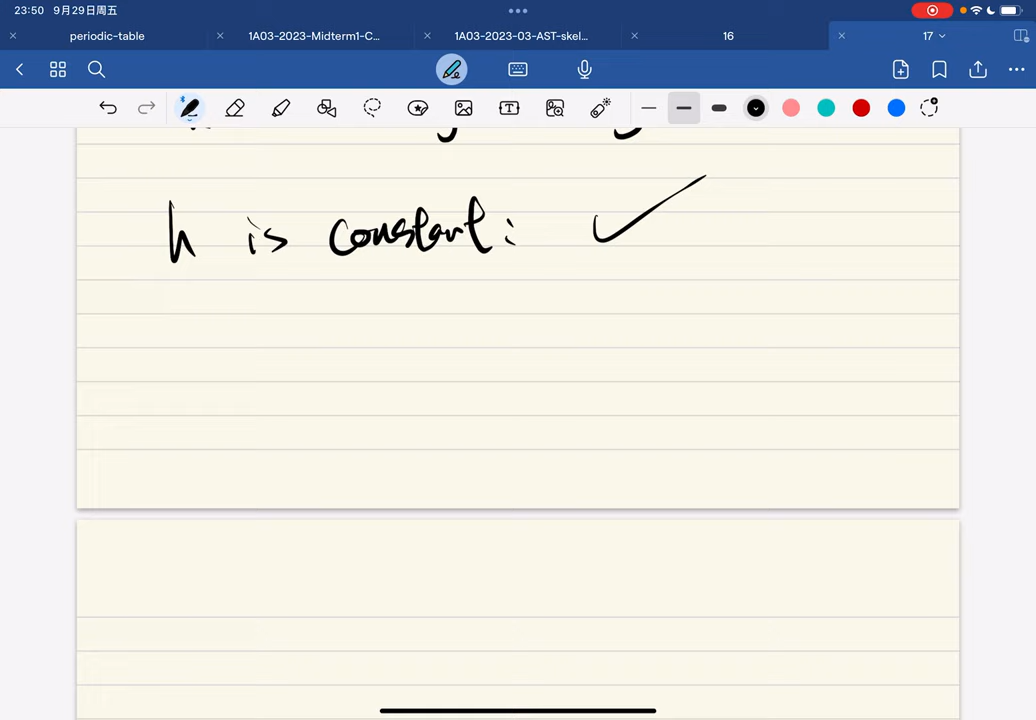 23:50 9月29日周五
periodic-table
1A03-2023-Midterm1-C...
1A03-2023-03-AST-skel...
16
17
h is constant: ✓